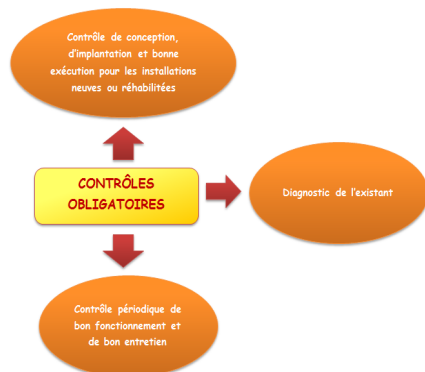 Contrôle de conception,
d'implantation et bonne
exécution pour les installations
neuves ou réhabilitées
CONTRÔLES
OBLIGATOIRES
Diagnostic de l'existant
Contrôle périodique de
bon fonctionnement et
de bon entretien